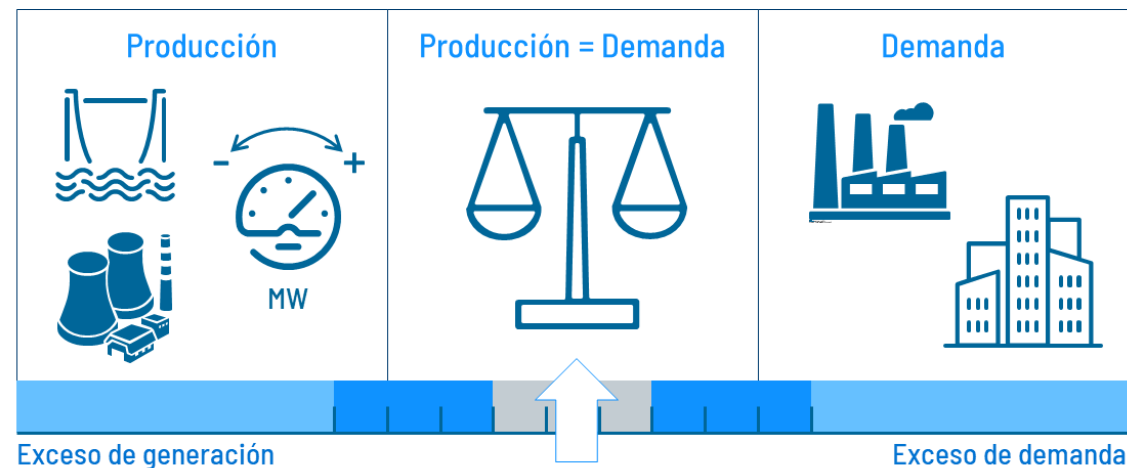 Producción
Producción = Demanda
Demanda
- +
MW
Exceso de generación
Exceso de demanda